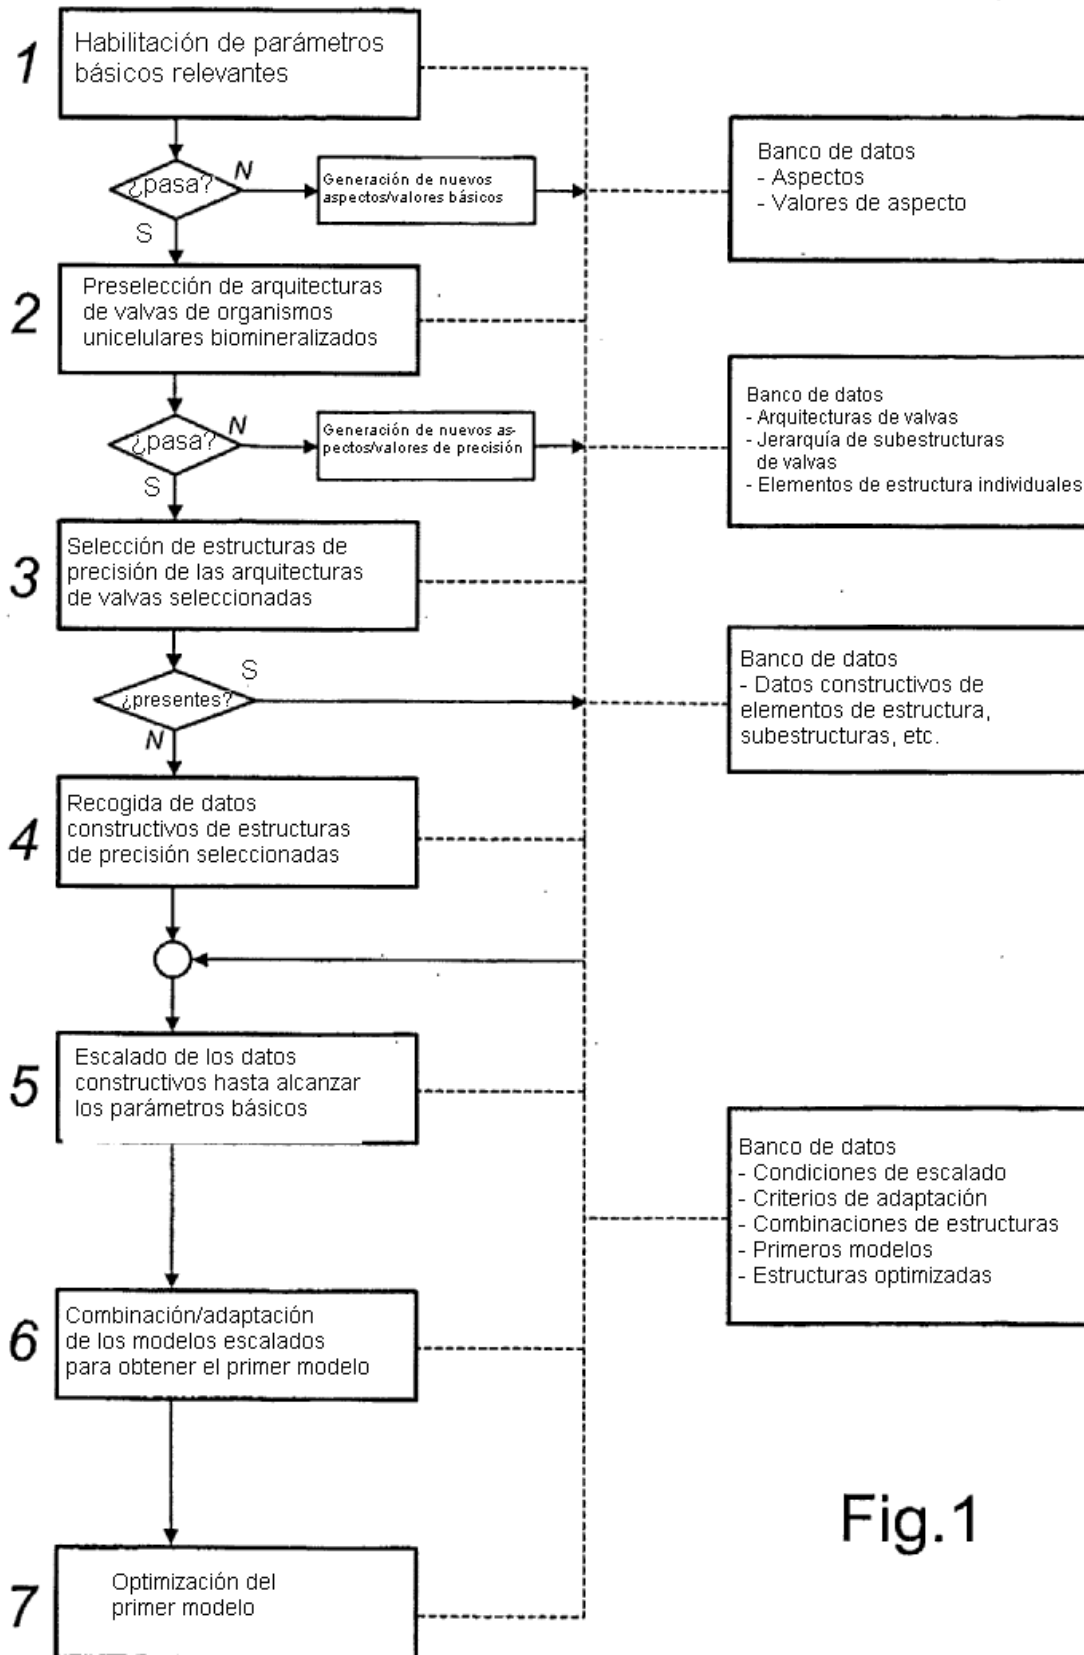 1
Habilitación de parámetros
básicos relevantes
¿pasa?
N
S
Generación de nuevos
aspectos/valores básicos
Banco de datos
- Aspectos
- Valores de aspecto
2
Preselección de arquitecturas
de valvas de organismos
unicelulares biomineralizados
¿pasa?
N
S
Generación de nuevos as-
pectos/valores de precisión
Banco de datos
- Arquitecturas de valvas
- Jerarquía de subestructuras
de valvas
- Elementos de estructura individuales
3
Selección de estructuras de
precisión de las arquitecturas
de valvas seleccionadas
¿presentes?
S
N
Banco de datos
- Datos constructivos de
elementos de estructura,
subestructuras, etc.
4
Recogida de datos
constructivos de estructuras
de precisión seleccionadas
5
Escalado de los datos
constructivos hasta alcanzar
los parámetros básicos
Banco de datos
- Condiciones de escalado
- Criterios de adaptación
- Combinaciones de estructuras
- Primeros modelos
- Estructuras optimizadas
6
Combinación/adaptación
de los modelos escalados
para obtener el primer modelo
7
Optimización del
primer modelo
Fig.1